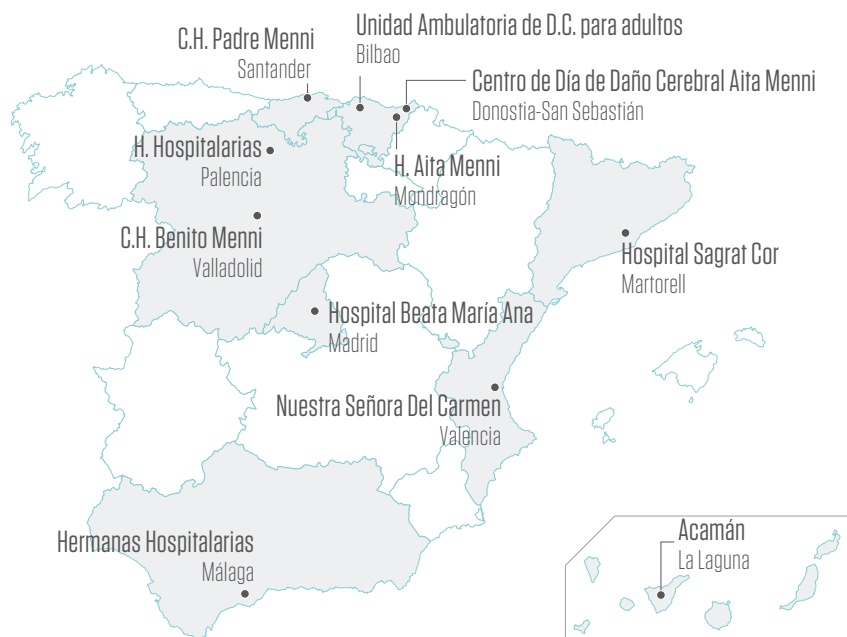 C.H. Padre Menni
Santander
Unidad Ambulatoria de D.C. para adultos
Bilbao
Centro de Día de Daño Cerebral Aita Menni
Donostia-San Sebastián
H. Hospitalarias
Palencia
H. Aita Menni
Mondragón
C.H. Benito Menni
Valladolid
Hospital Sagrat Cor
Martorell
Hospital Beata María Ana
Madrid
Nuestra Señora Del Carmen
Valencia
Hermanas Hospitalarias
Málaga
Acamán
La Laguna